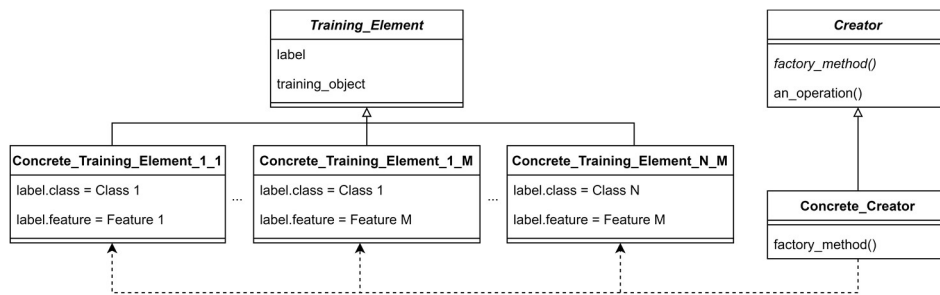 Training_Element
label
training_object
Creator
factory_method()
an_operation()
Concrete_Training_Element_1_1
label.class = Class 1
label.feature = Feature 1
...
Concrete_Training_Element_1_M
label.class = Class 1
label.feature = Feature M
...
Concrete_Training_Element_N_M
label.class = Class N
label.feature = Feature M
Concrete_Creator
factory_method()